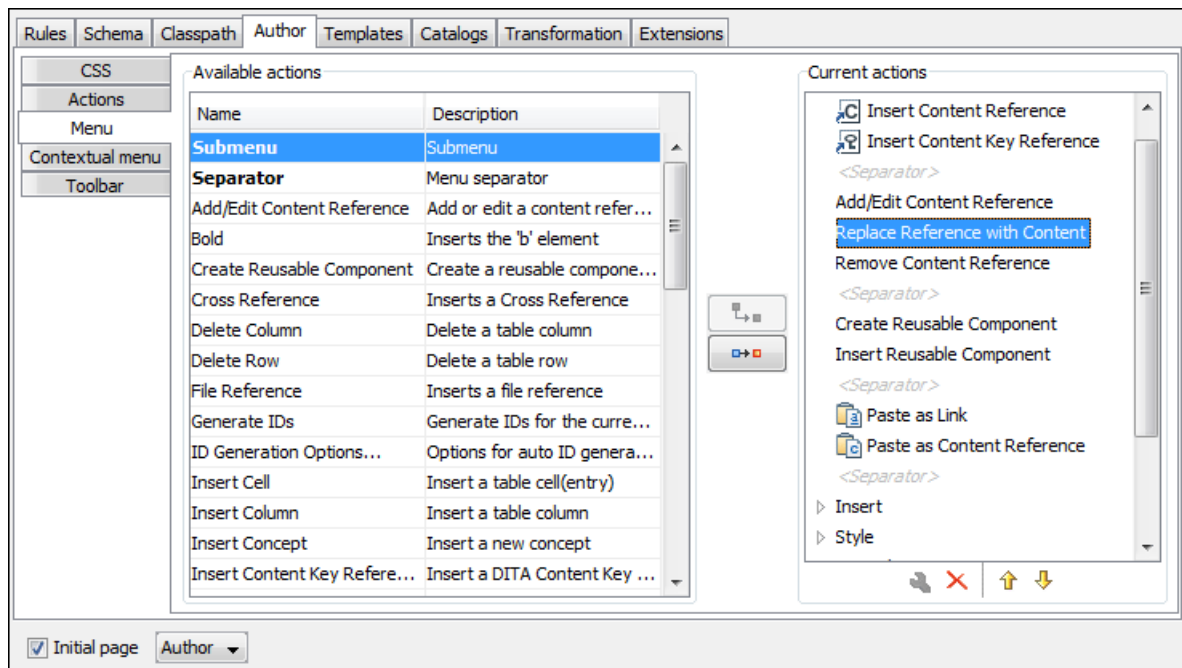 Rules Schema Classpath Author Templates Catalogs Transformation Extensions
CSS
Actions
Menu
Contextual menu
Toolbar
Available actions
Name Description
Submenu Submenu
Separator Menu separator
Add/Edit Content Reference Add or edit a content refer...
Bold Inserts the 'b' element
Create Reusable Component Create a reusable compone...
Cross Reference Inserts a Cross Reference
Delete Column Delete a table column
Delete Row Delete a table row
File Reference Inserts a file reference
Generate IDs Generate IDs for the curre...
ID Generation Options... Options for auto ID genera...
Insert Cell Insert a table cell(entry)
Insert Column Insert a table column
Insert Concept Insert a new concept
Insert Content Key Refere... Insert a DITA Content Key ...
Current actions
Insert Content Reference
Insert Content Key Reference
<Separator>
Add/Edit Content Reference
Replace Reference with Content
Remove Content Reference
<Separator>
Create Reusable Component
Insert Reusable Component
<Separator>
Paste as Link
Paste as Content Reference
<Separator>
Insert
Style
Initial page Author